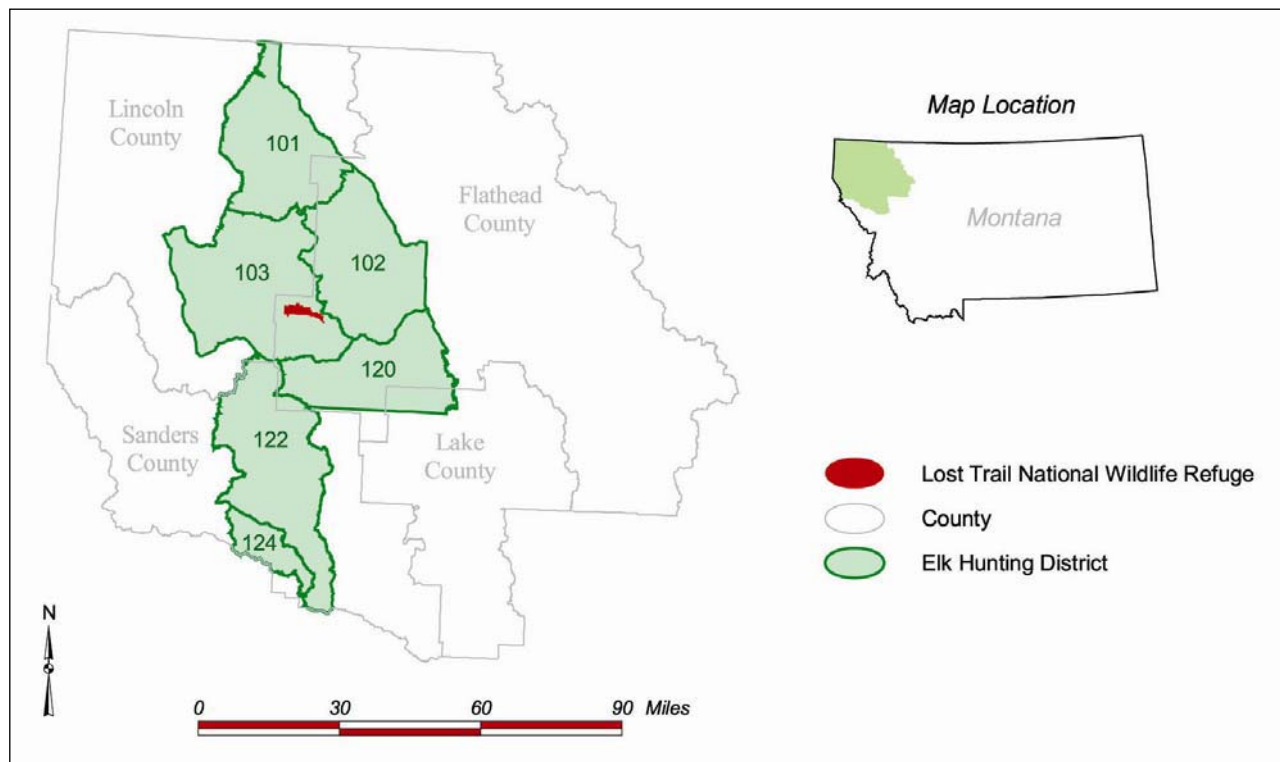 Lincoln
County
101
Flathead
County
103
102
120
Sanders
County
122
Lake
County
124
N
0 30 60 90 Miles
Map Location
Montana
Lost Trail National Wildlife Refuge
County
Elk Hunting District